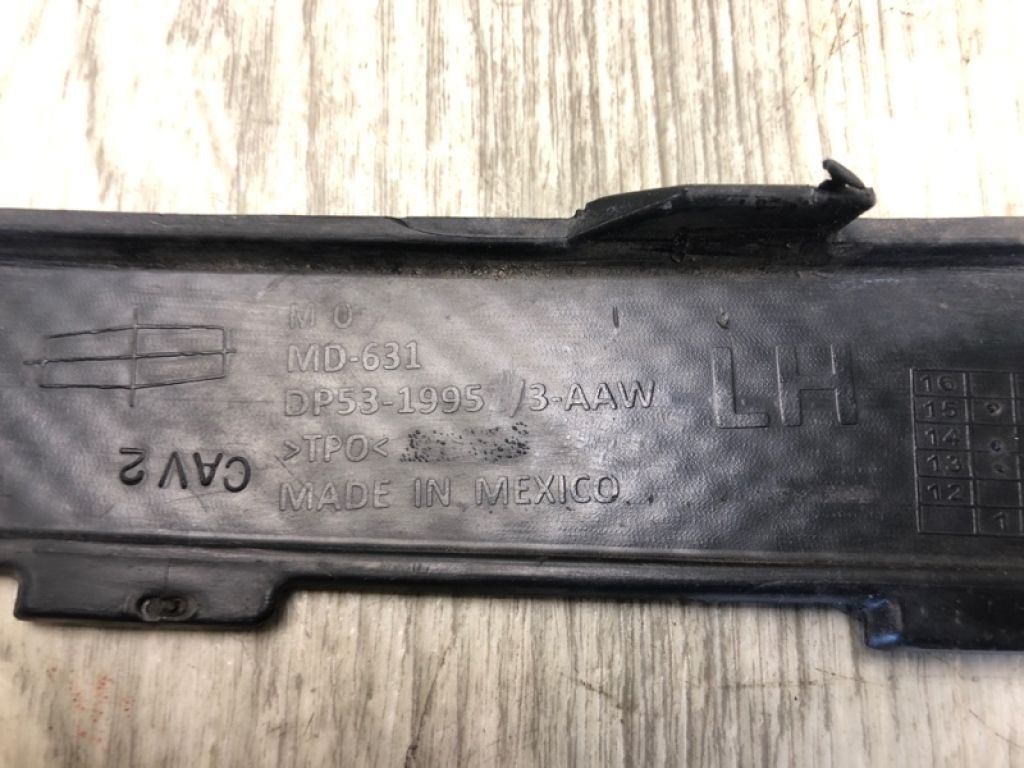 M O
MD-631
DP53-1995 /3-AAW
>TPO<
MADE IN MEXICO
CAV 2
LH
16
15
14
13
12
1